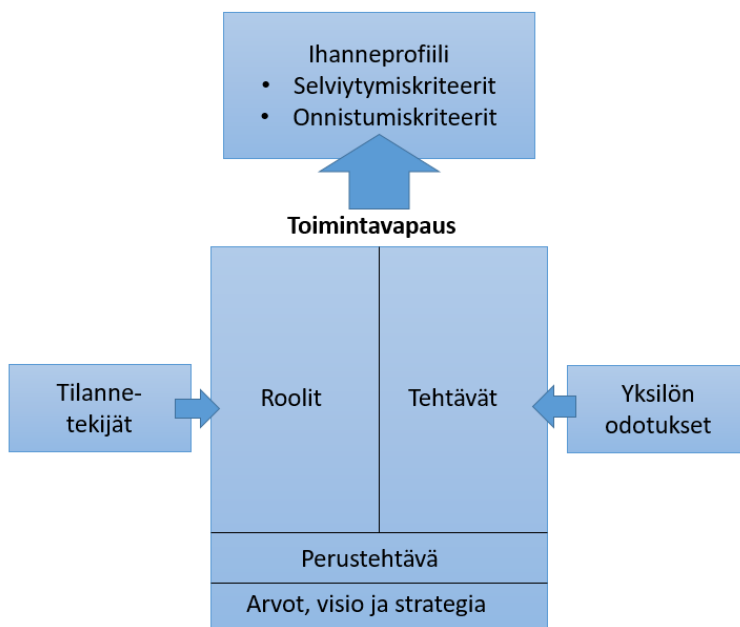 Ihanneprofiili
• Selviytymiskriteerit
• Onnistumiskriteerit
Toimintavapaus
Tilanne-
tekijät
Roolit
Tehtävät
Yksilön
odotukset
Perustehtävä
Arvot, visio ja strategia